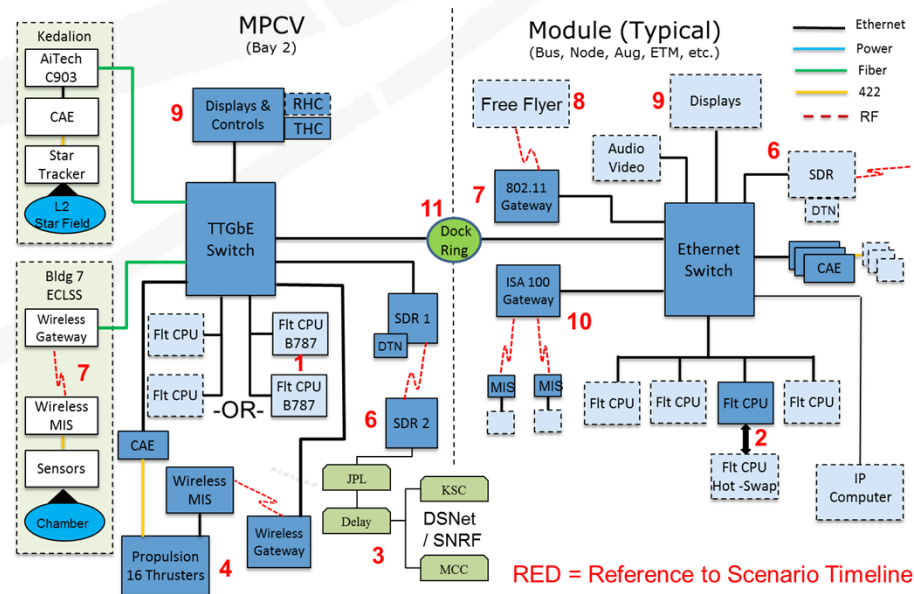 MPCV
(Bay 2)
Module (Typical)
(Bus, Node, Aug, ETM, etc.)
Ethernet
Power
Fiber
422
RF
Kedalion
AiTech
C903
CAE
Star
Tracker
L2
Star Field
Bldg 7
ECLSS
Wireless
Gateway
7
Wireless
MIS
Sensors
Chamber
9
Displays &
Controls
RHC
THC
TTGbE
Switch
11
Dock
Ring
Flt CPU
Flt CPU
-OR-
Flt CPU
B787
1
Flt CPU
B787
SDR 1
DTN
6
SDR 2
CAE
Wireless
MIS
Propulsion
16 Thrusters
4
Wireless
Gateway
JPL
Delay
3
KSC
DSNet
/ SNRF
MCC
Free Flyer
8
9
Displays
Audio
Video
6
SDR
DTN
7
802.11
Gateway
Ethernet
Switch
CAE
ISA 100
Gateway
10
MIS
MIS
Flt CPU
Flt CPU
Flt CPU
Flt CPU
2
Flt CPU
Hot -Swap
IP
Computer
RED = Reference to Scenario Timeline